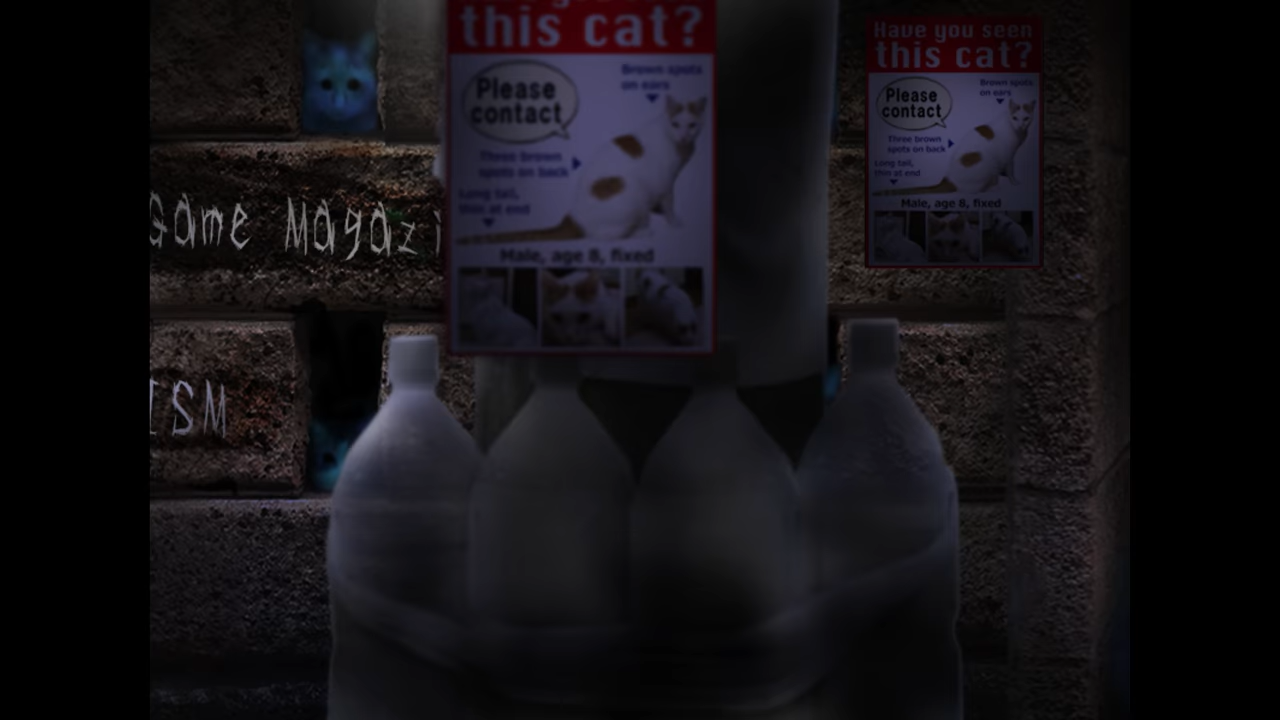 this cat?
Please
contact
Brown spots
on ears
Three brown
spots on back
Long tail,
thin at end
Male, age 8, fixed
Have you seen
this cat?
Please
contact
Brown spots
on ears
Three brown
spots on back
Long tail,
thin at end
Male, age 8, fixed
Game Magazi
ISM